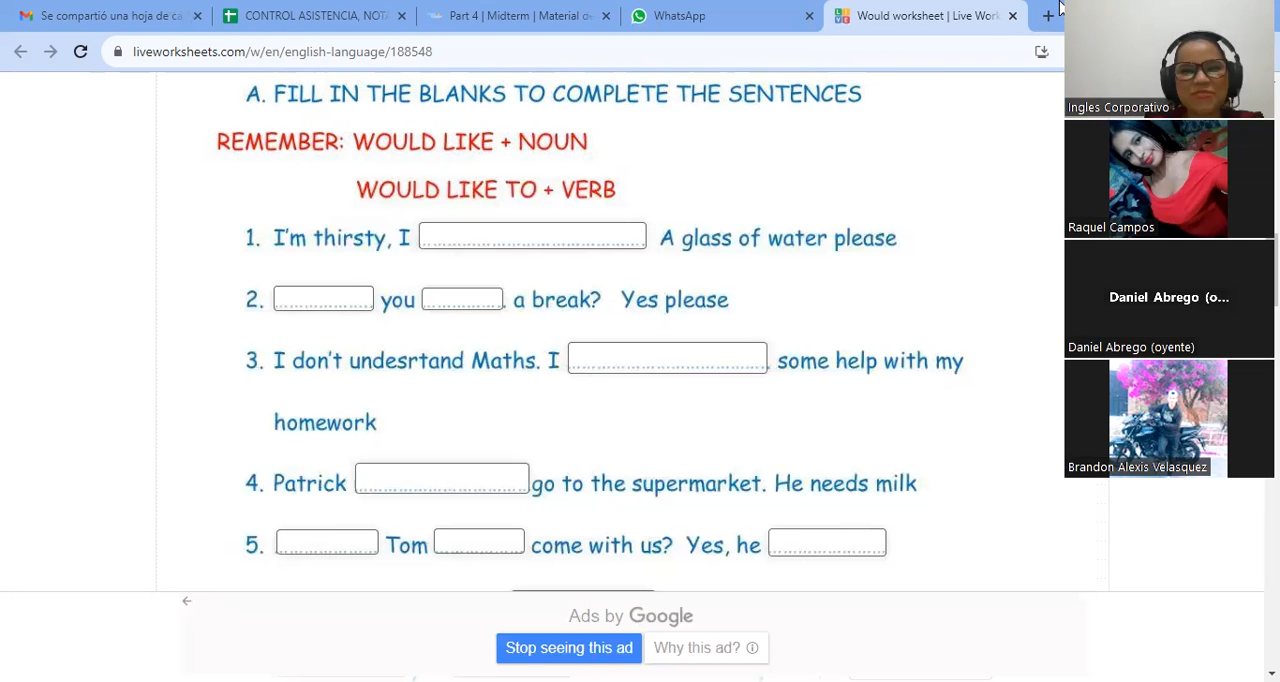 Se compartió una hoja de cá
CONTROL ASISTENCIA, NOTA
Part 4 | Midterm | Material de
WhatsApp
Would worksheet | Live Work
liveworksheets.com/w/en/english-language/188548
A. FILL IN THE BLANKS TO COMPLETE THE SENTENCES
REMEMBER: WOULD LIKE + NOUN
WOULD LIKE TO + VERB
1. I'm thirsty, I A glass of water please
2. you a break? Yes please
3. I don't undesrtand Maths. I some help with my
homework
4. Patrick go to the supermarket. He needs milk
5. Tom come with us? Yes, he
Ads by Google
Stop seeing this ad
Why this ad?
Ingles Corporativo
Raquel Campos
Daniel Abrego (o...
Daniel Abrego (oyente)
Brandon Alexis Velasquez